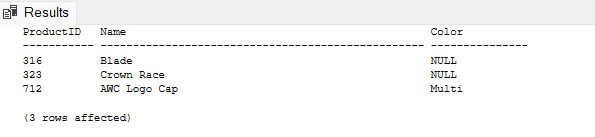 Results
ProductID   Name                                               Color
----------- -------------------------------------------------- ---------------
316         Blade                                              NULL
323         Crown Race                                         NULL
712         AWC Logo Cap                                       Multi
(3 rows affected)